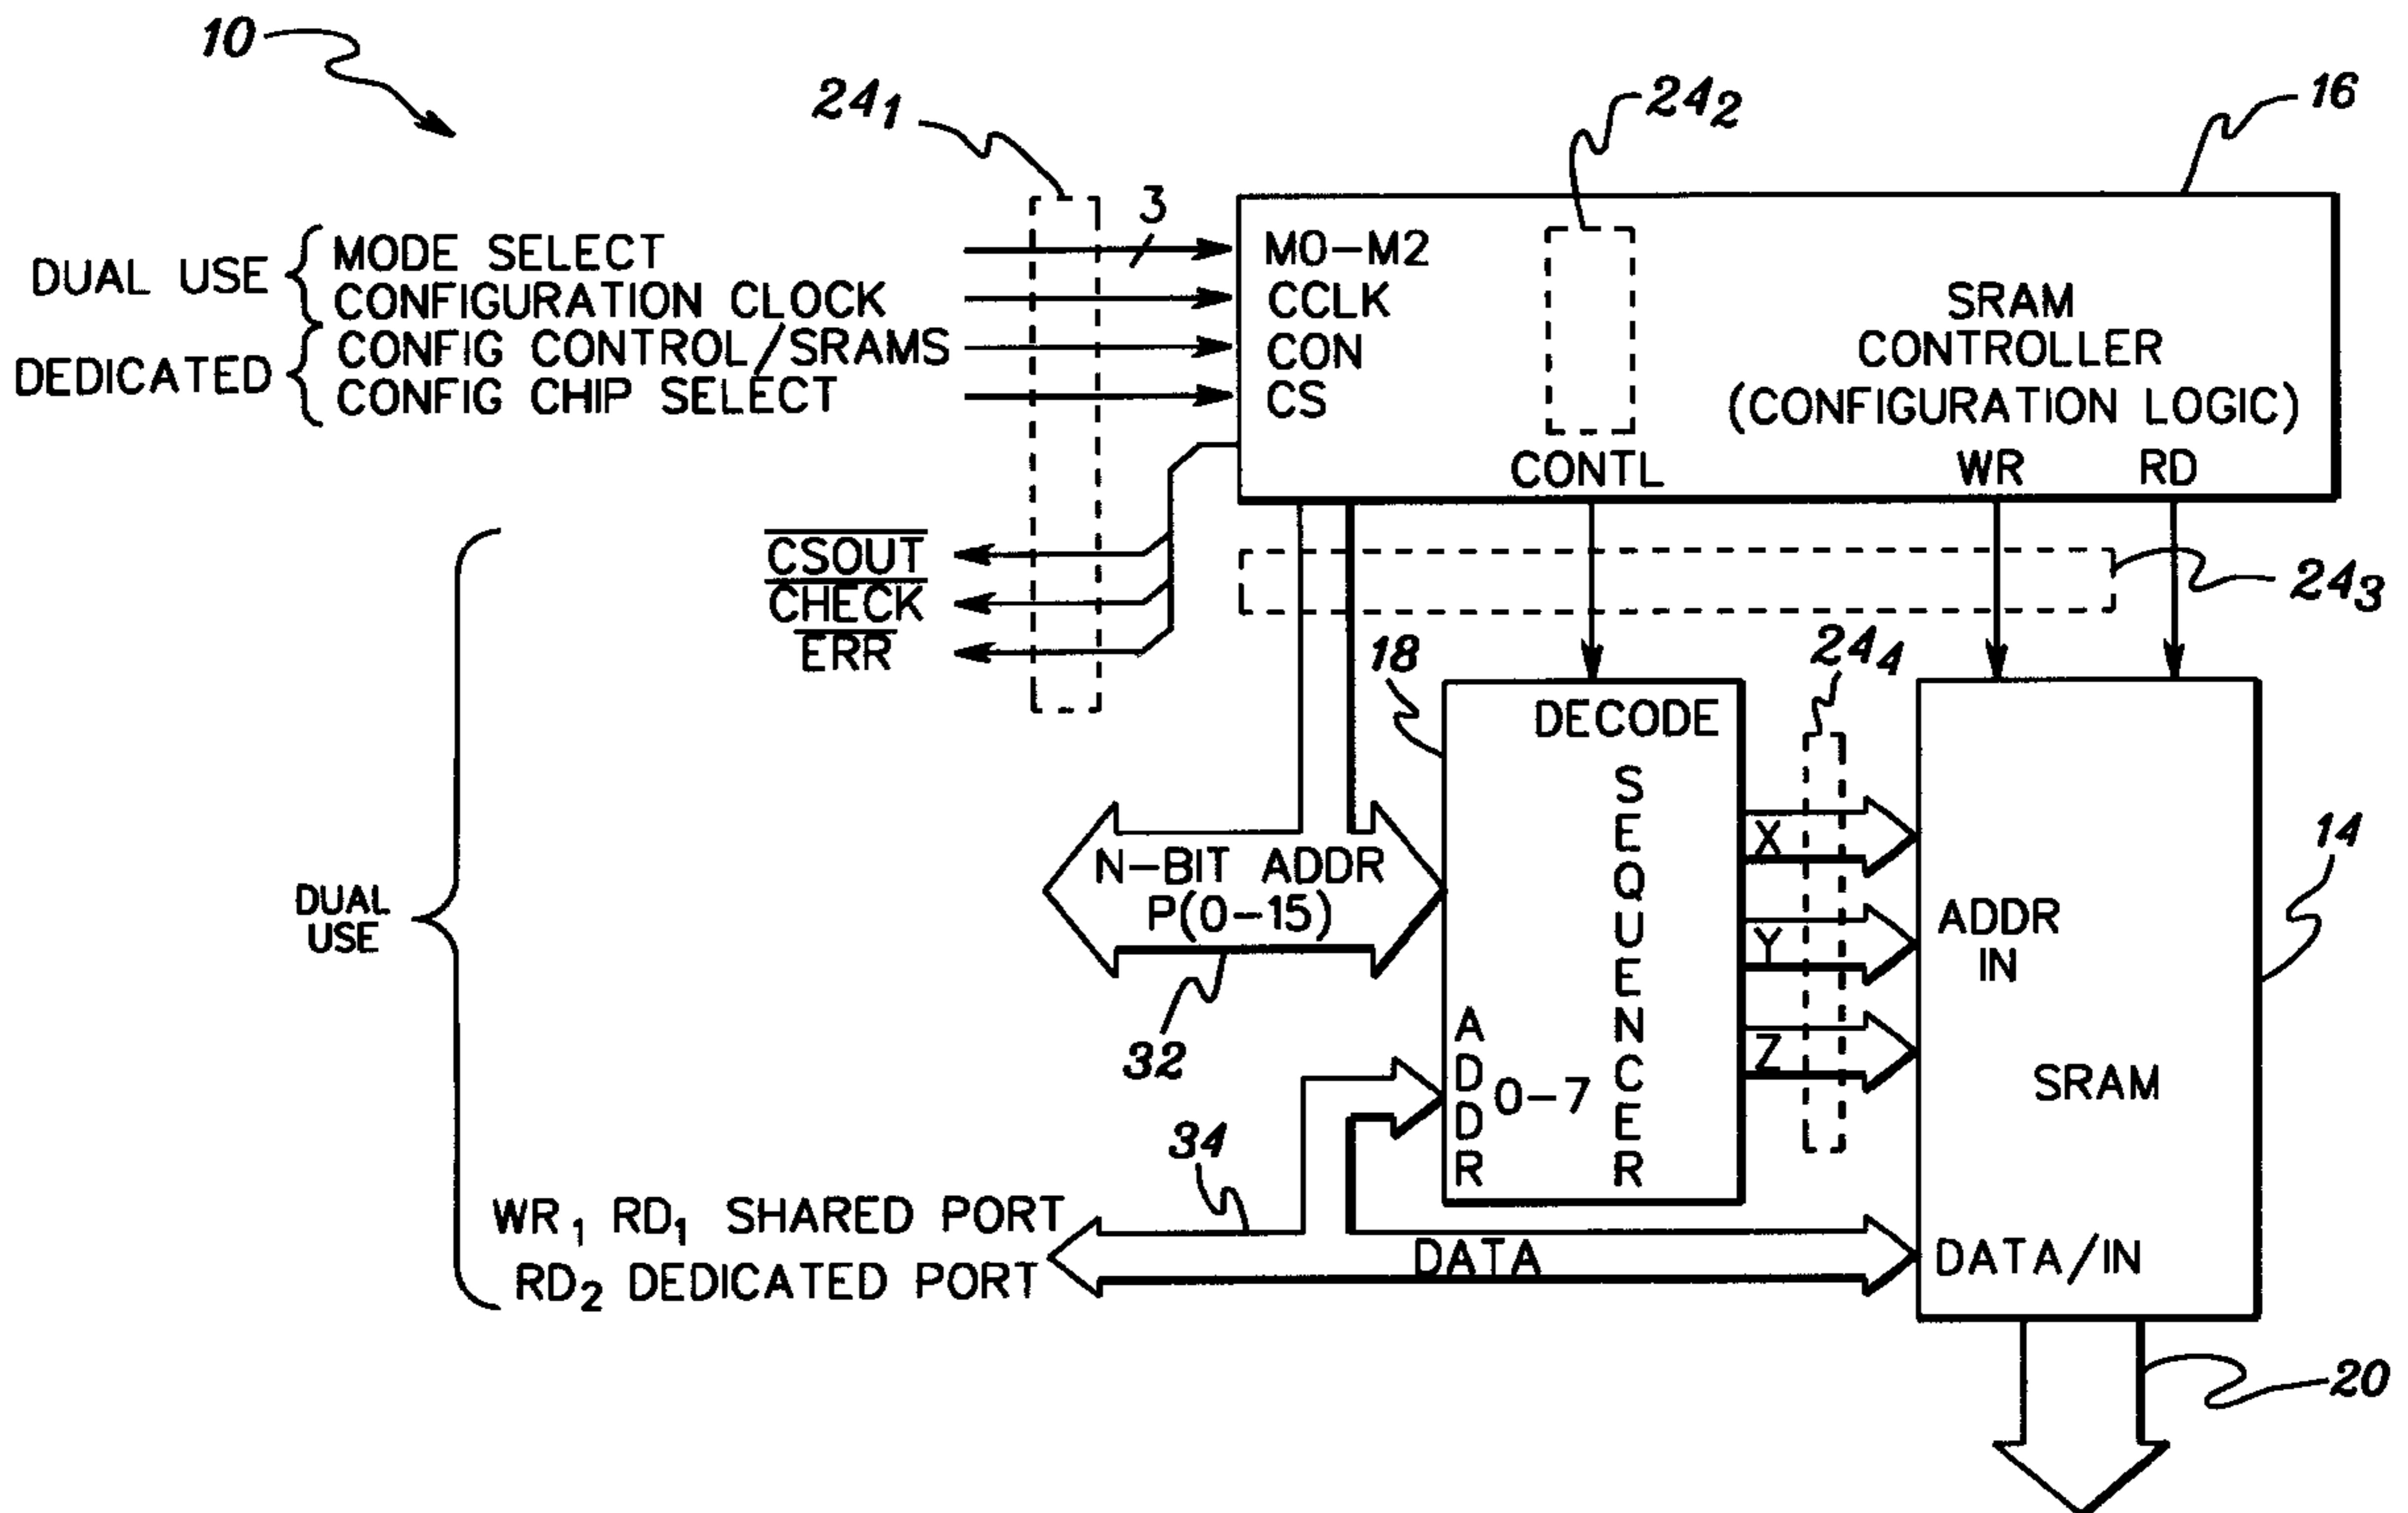 10
24₁
24₂
16
3
DUAL USE
MODE SELECT
CONFIGURATION CLOCK
DEDICATED
CONFIG CONTROL/SRAMS
CONFIG CHIP SELECT
M0-M2
CCLK
CON
CS
SRAM
CONTROLLER
(CONFIGURATION LOGIC)
CONTL
WR
RD
CSOUT
CHECK
ERR
24₃
18
24₄
DECODE
SEQUENCER
X
Y
Z
14
N-BIT ADDR
P(0-15)
DUAL
USE
32
ADDR
0-7
ADDR
IN
SRAM
34
WR₁ RD₁ SHARED PORT
RD₂ DEDICATED PORT
DATA
DATA/IN
20